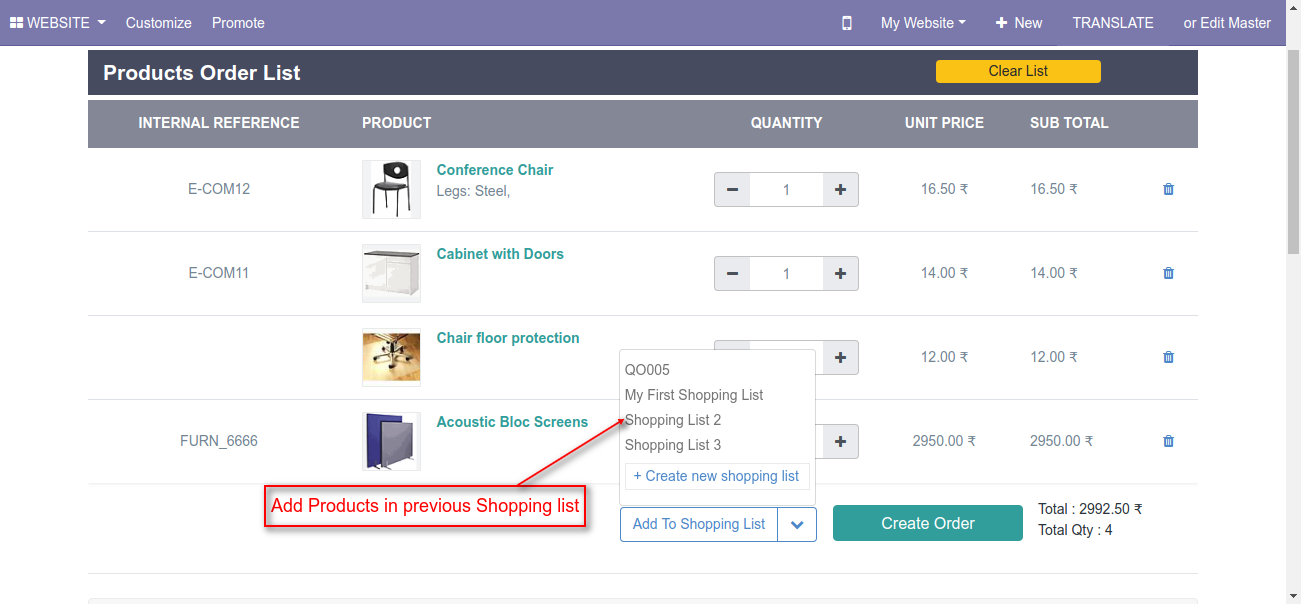 WEBSITE Customize Promote My Website + New TRANSLATE or Edit Master
Products Order List Clear List
INTERNAL REFERENCE PRODUCT QUANTITY UNIT PRICE SUB TOTAL
E-COM12 Conference Chair
Legs: Steel,
− 1 + 16.50 ₹ 16.50 ₹
E-COM11 Cabinet with Doors − 1 + 14.00 ₹ 14.00 ₹
Chair floor protection + 12.00 ₹ 12.00 ₹
FURN_6666 Acoustic Bloc Screens + 2950.00 ₹ 2950.00 ₹
QO005
My First Shopping List
Shopping List 2
Shopping List 3
+ Create new shopping list
Add Products in previous Shopping list
Add To Shopping List Create Order
Total : 2992.50 ₹
Total Qty : 4